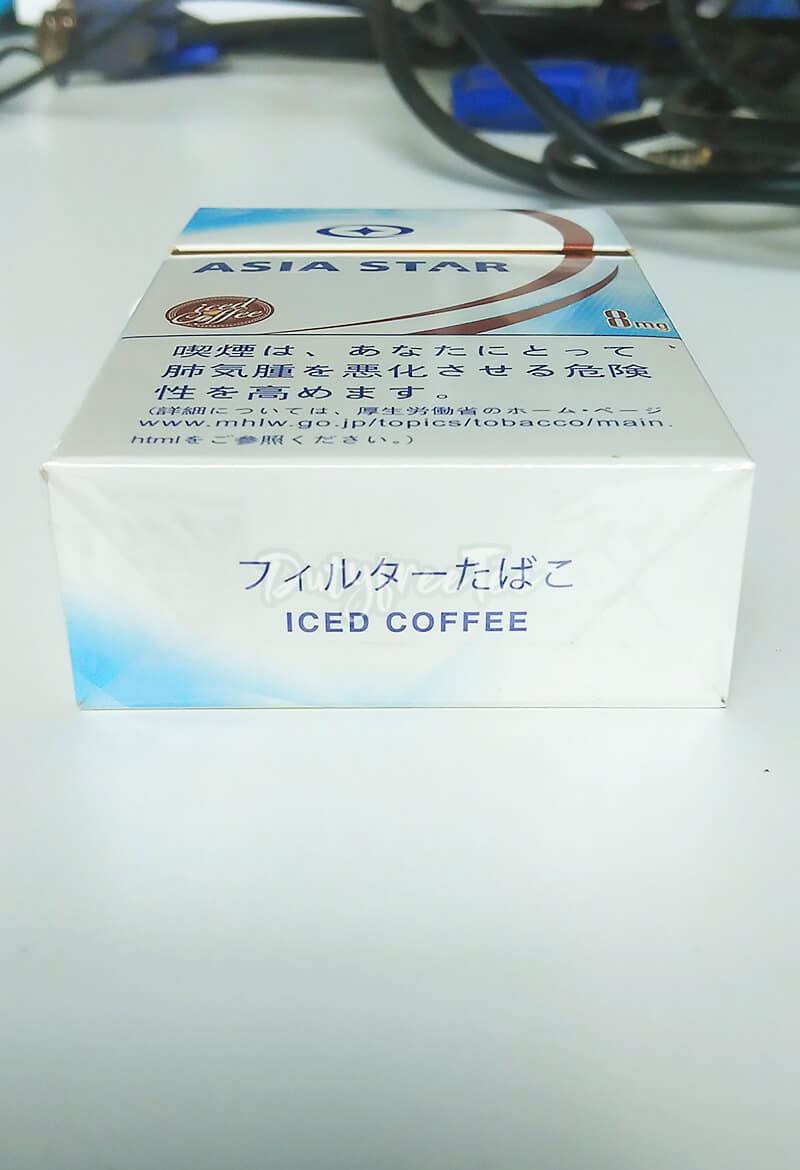 ASIA STAR
iced
Coffee
8mg
喫煙は、あなたにとって、
肺気腫を悪化させる危険
性を高めます。
(詳細については、厚生労働省のホーム・ページ
www.mhlw.go.jp/topics/tobacco/main.
htmlをご参照ください。)
フィルターたばこ
ICED COFFEE